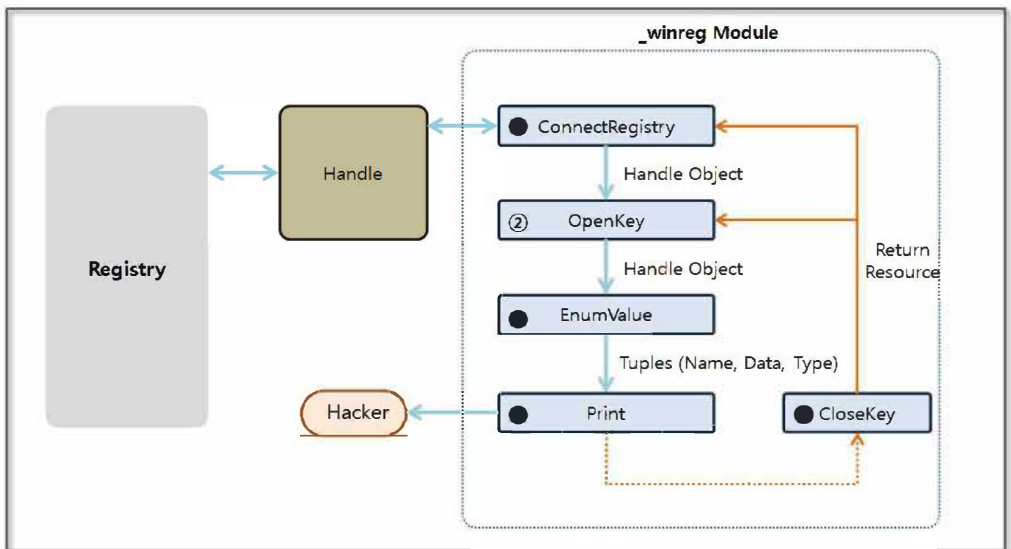 _winreg Module
ConnectRegistry
Handle
Handle Object
② OpenKey
Registry
Handle Object
Return
Resource
EnumValue
Tuples (Name, Data, Type)
Hacker
Print
CloseKey